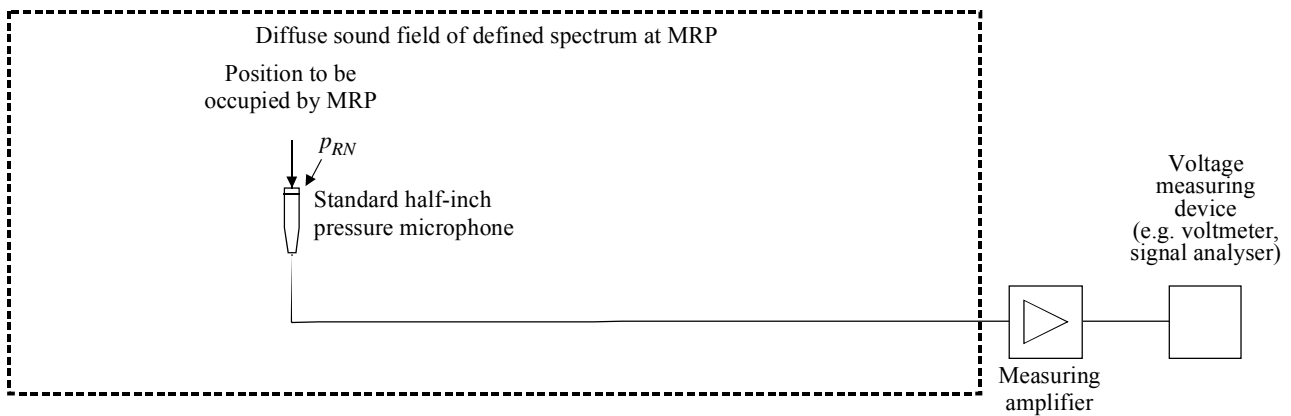 Diffuse sound field of defined spectrum at MRP
Position to be
occupied by MRP
pRN
Standard half-inch
pressure microphone
Voltage
measuring
device
(e.g. voltmeter,
signal analyser)
Measuring
amplifier